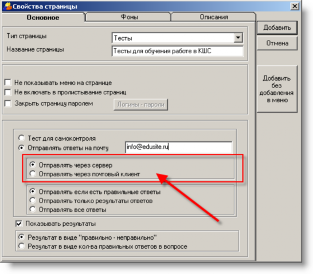 Свойства страницы
Основное
Фоны
Описания
Добавить
Тип страницы
Тесты
Отмена
Название страницы
Тесты для обучения работе в КШС
Не показывать меню на странице
Не включать в пролистывание страниц
Закрыть страницу паролем
Логины - пароли
Добавить без добавления в меню
Тест для самоконтроля
Отправлять ответы на почту
info@edusite.ru
Отправлять через сервер
Отправлять через почтовый клиент
Отправлять если есть правильные ответы
Отправлять только результаты ответов
Отправлять все ответы
Показывать результаты
Результат в виде "правильно - неправильно"
Результат в виде кол-ва правильных ответов в вопросе